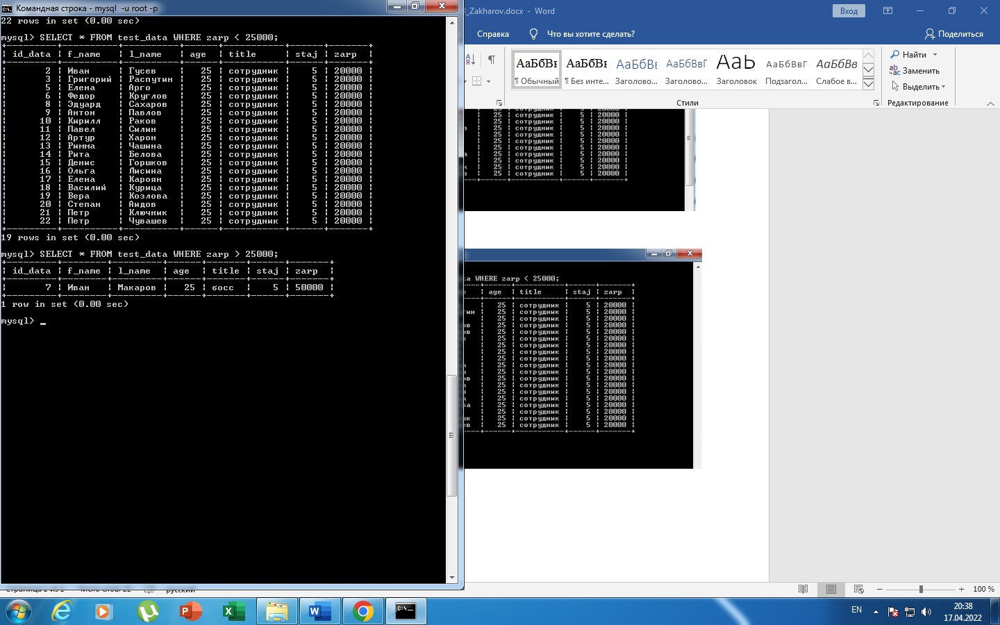 Командная строка - mysql -u root -p
22 rows in set (0.00 sec)
mysql> SELECT * FROM test_data WHERE zarp < 25000;
| id_data | f_name | l_name | age | title | staj | zarp |
| 2 | Иван | Гусев | 25 | сотрудник | 5 | 20000 |
| 3 | Григорий | Распутин | 25 | сотрудник | 5 | 20000 |
| 5 | Елена | Арго | 25 | сотрудник | 5 | 20000 |
| 6 | Федор | Круглов | 25 | сотрудник | 5 | 20000 |
| 8 | Эдуард | Сахаров | 25 | сотрудник | 5 | 20000 |
| 9 | Антон | Павлов | 25 | сотрудник | 5 | 20000 |
| 10 | Кирилл | Раков | 25 | сотрудник | 5 | 20000 |
| 11 | Павел | Силин | 25 | сотрудник | 5 | 20000 |
| 12 | Артур | Харон | 25 | сотрудник | 5 | 20000 |
| 13 | Римма | Чашина | 25 | сотрудник | 5 | 20000 |
| 14 | Рита | Белова | 25 | сотрудник | 5 | 20000 |
| 15 | Денис | Горшков | 25 | сотрудник | 5 | 20000 |
| 16 | Ольга | Лисина | 25 | сотрудник | 5 | 20000 |
| 17 | Елена | Кароян | 25 | сотрудник | 5 | 20000 |
| 18 | Василий | Курица | 25 | сотрудник | 5 | 20000 |
| 19 | Вера | Козлова | 25 | сотрудник | 5 | 20000 |
| 20 | Степан | Аидов | 25 | сотрудник | 5 | 20000 |
| 21 | Петр | Ключник | 25 | сотрудник | 5 | 20000 |
| 22 | Петр | Чувашев | 25 | сотрудник | 5 | 20000 |
19 rows in set (0.00 sec)
mysql> SELECT * FROM test_data WHERE zarp > 25000;
| id_data | f_name | l_name | age | title | staj | zarp |
| 7 | Иван | Макаров | 25 | босс | 5 | 50000 |
1 row in set (0.00 sec)
mysql> _
_Zakharov.docx - Word
Вход
Справка
Что вы хотите сделать?
Поделиться
АаБбВв АаБбВв АаБбВв АаБбВвГ АаЬ АаБбВвГ АаБбВв
¶ Обычный ¶ Без инте... Заголово... Заголово... Заголовок Подзагол... Слабое в...
Стили
Найти
Заменить
Выделить
Редактирование
25 | сотрудник | 5 | 20000 |
25 | сотрудник | 5 | 20000 |
25 | сотрудник | 5 | 20000 |
25 | сотрудник | 5 | 20000 |
25 | сотрудник | 5 | 20000 |
25 | сотрудник | 5 | 20000 |
25 | сотрудник | 5 | 20000 |
а | 25 | сотрудник | 5 | 20000 |
25 | сотрудник | 5 | 20000 |
к | 25 | сотрудник | 5 | 20000 |
в | 25 | сотрудник | 5 | 20000 |
ta WHERE zarp < 25000;
| age | title | staj | zarp |
| 25 | сотрудник | 5 | 20000 |
тин | 25 | сотрудник | 5 | 20000 |
| 25 | сотрудник | 5 | 20000 |
ов | 25 | сотрудник | 5 | 20000 |
ов | 25 | сотрудник | 5 | 20000 |
в | 25 | сотрудник | 5 | 20000 |
| 25 | сотрудник | 5 | 20000 |
| 25 | сотрудник | 5 | 20000 |
| 25 | сотрудник | 5 | 20000 |
а | 25 | сотрудник | 5 | 20000 |
а | 25 | сотрудник | 5 | 20000 |
ов | 25 | сотрудник | 5 | 20000 |
а | 25 | сотрудник | 5 | 20000 |
н | 25 | сотрудник | 5 | 20000 |
а | 25 | сотрудник | 5 | 20000 |
ва | 25 | сотрудник | 5 | 20000 |
| 25 | сотрудник | 5 | 20000 |
ик | 25 | сотрудник | 5 | 20000 |
ев | 25 | сотрудник | 5 | 20000 |
Страница 1 из 1 Число слов: 22 русский
100 %
EN
20:38
17.04.2022